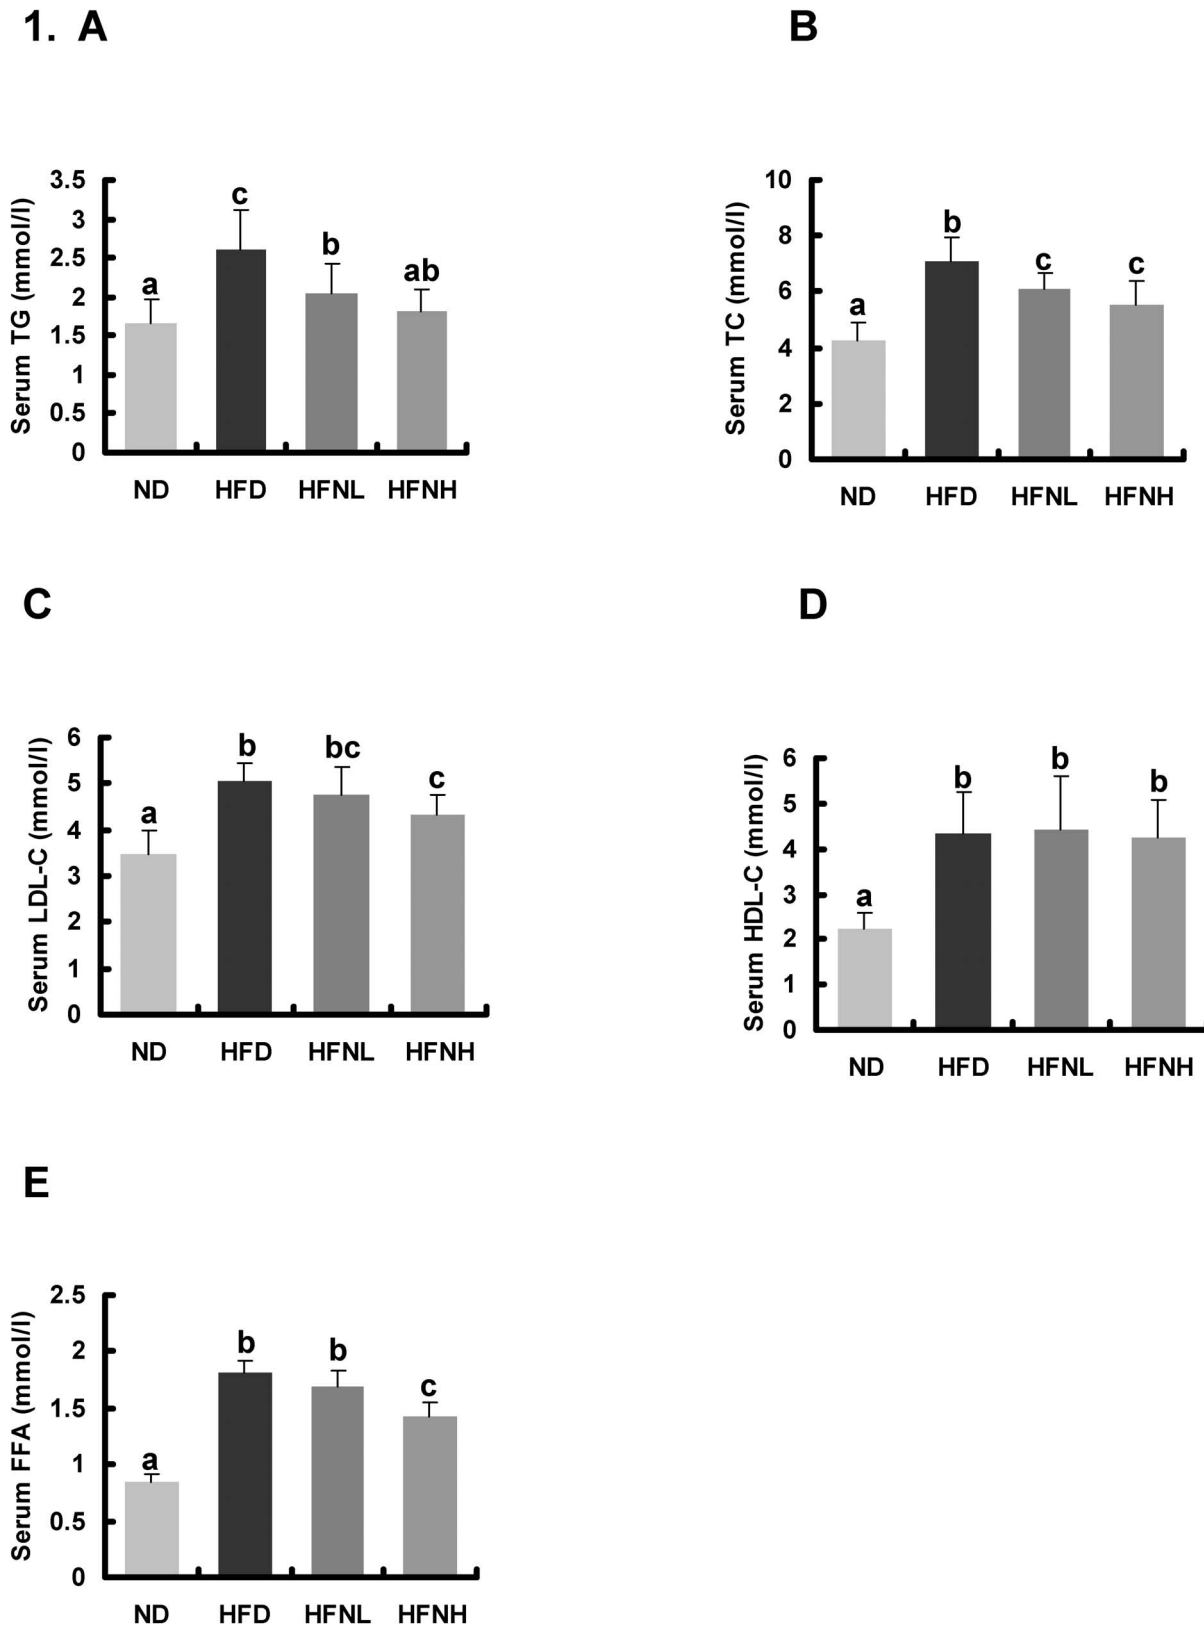 1. A
Serum TG (mmol/l)
3.5
3
2.5
2
1.5
1
0.5
0
a
c
b
ab
ND HFD HFNL HFNH
B
Serum TC (mmol/l)
10
8
6
4
2
0
a
b
c
c
ND HFD HFNL HFNH
C
Serum LDL-C (mmol/l)
6
5
4
3
2
1
0
a
b
bc
c
ND HFD HFNL HFNH
D
Serum HDL-C (mmol/l)
6
5
4
3
2
1
0
a
b
b
b
ND HFD HFNL HFNH
E
Serum FFA (mmol/l)
2.5
2
1.5
1
0.5
0
a
b
b
c
ND HFD HFNL HFNH